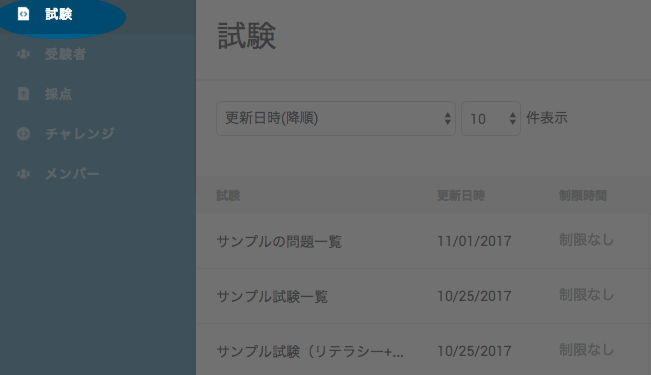 試験
受験者
採点
チャレンジ
メンバー
試験
更新日時(降順) 10 件表示
試験 更新日時 制限時間
サンプルの問題一覧 11/01/2017 制限なし
サンプル試験一覧 10/25/2017 制限なし
サンプル試験（リテラシー+... 10/25/2017 制限なし